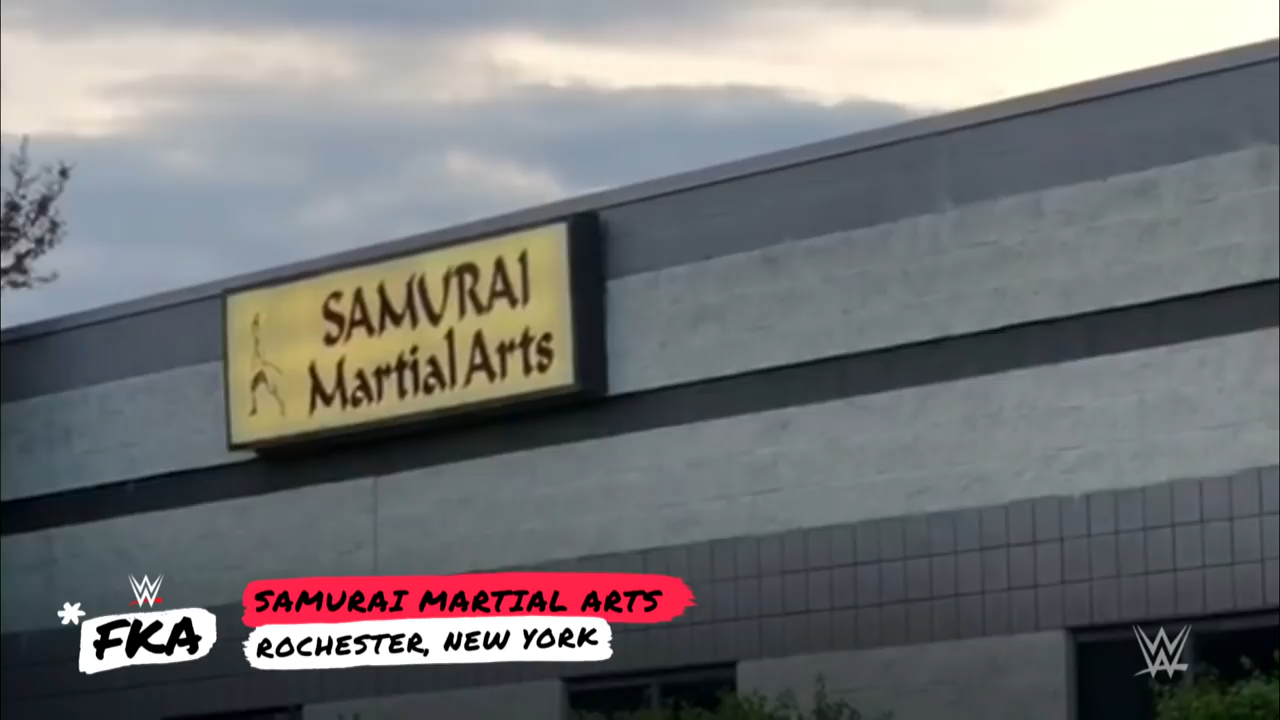 SAMURAI
Martial Arts
W
*FKA
SAMURAI MARTIAL ARTS
ROCHESTER, NEW YORK
W